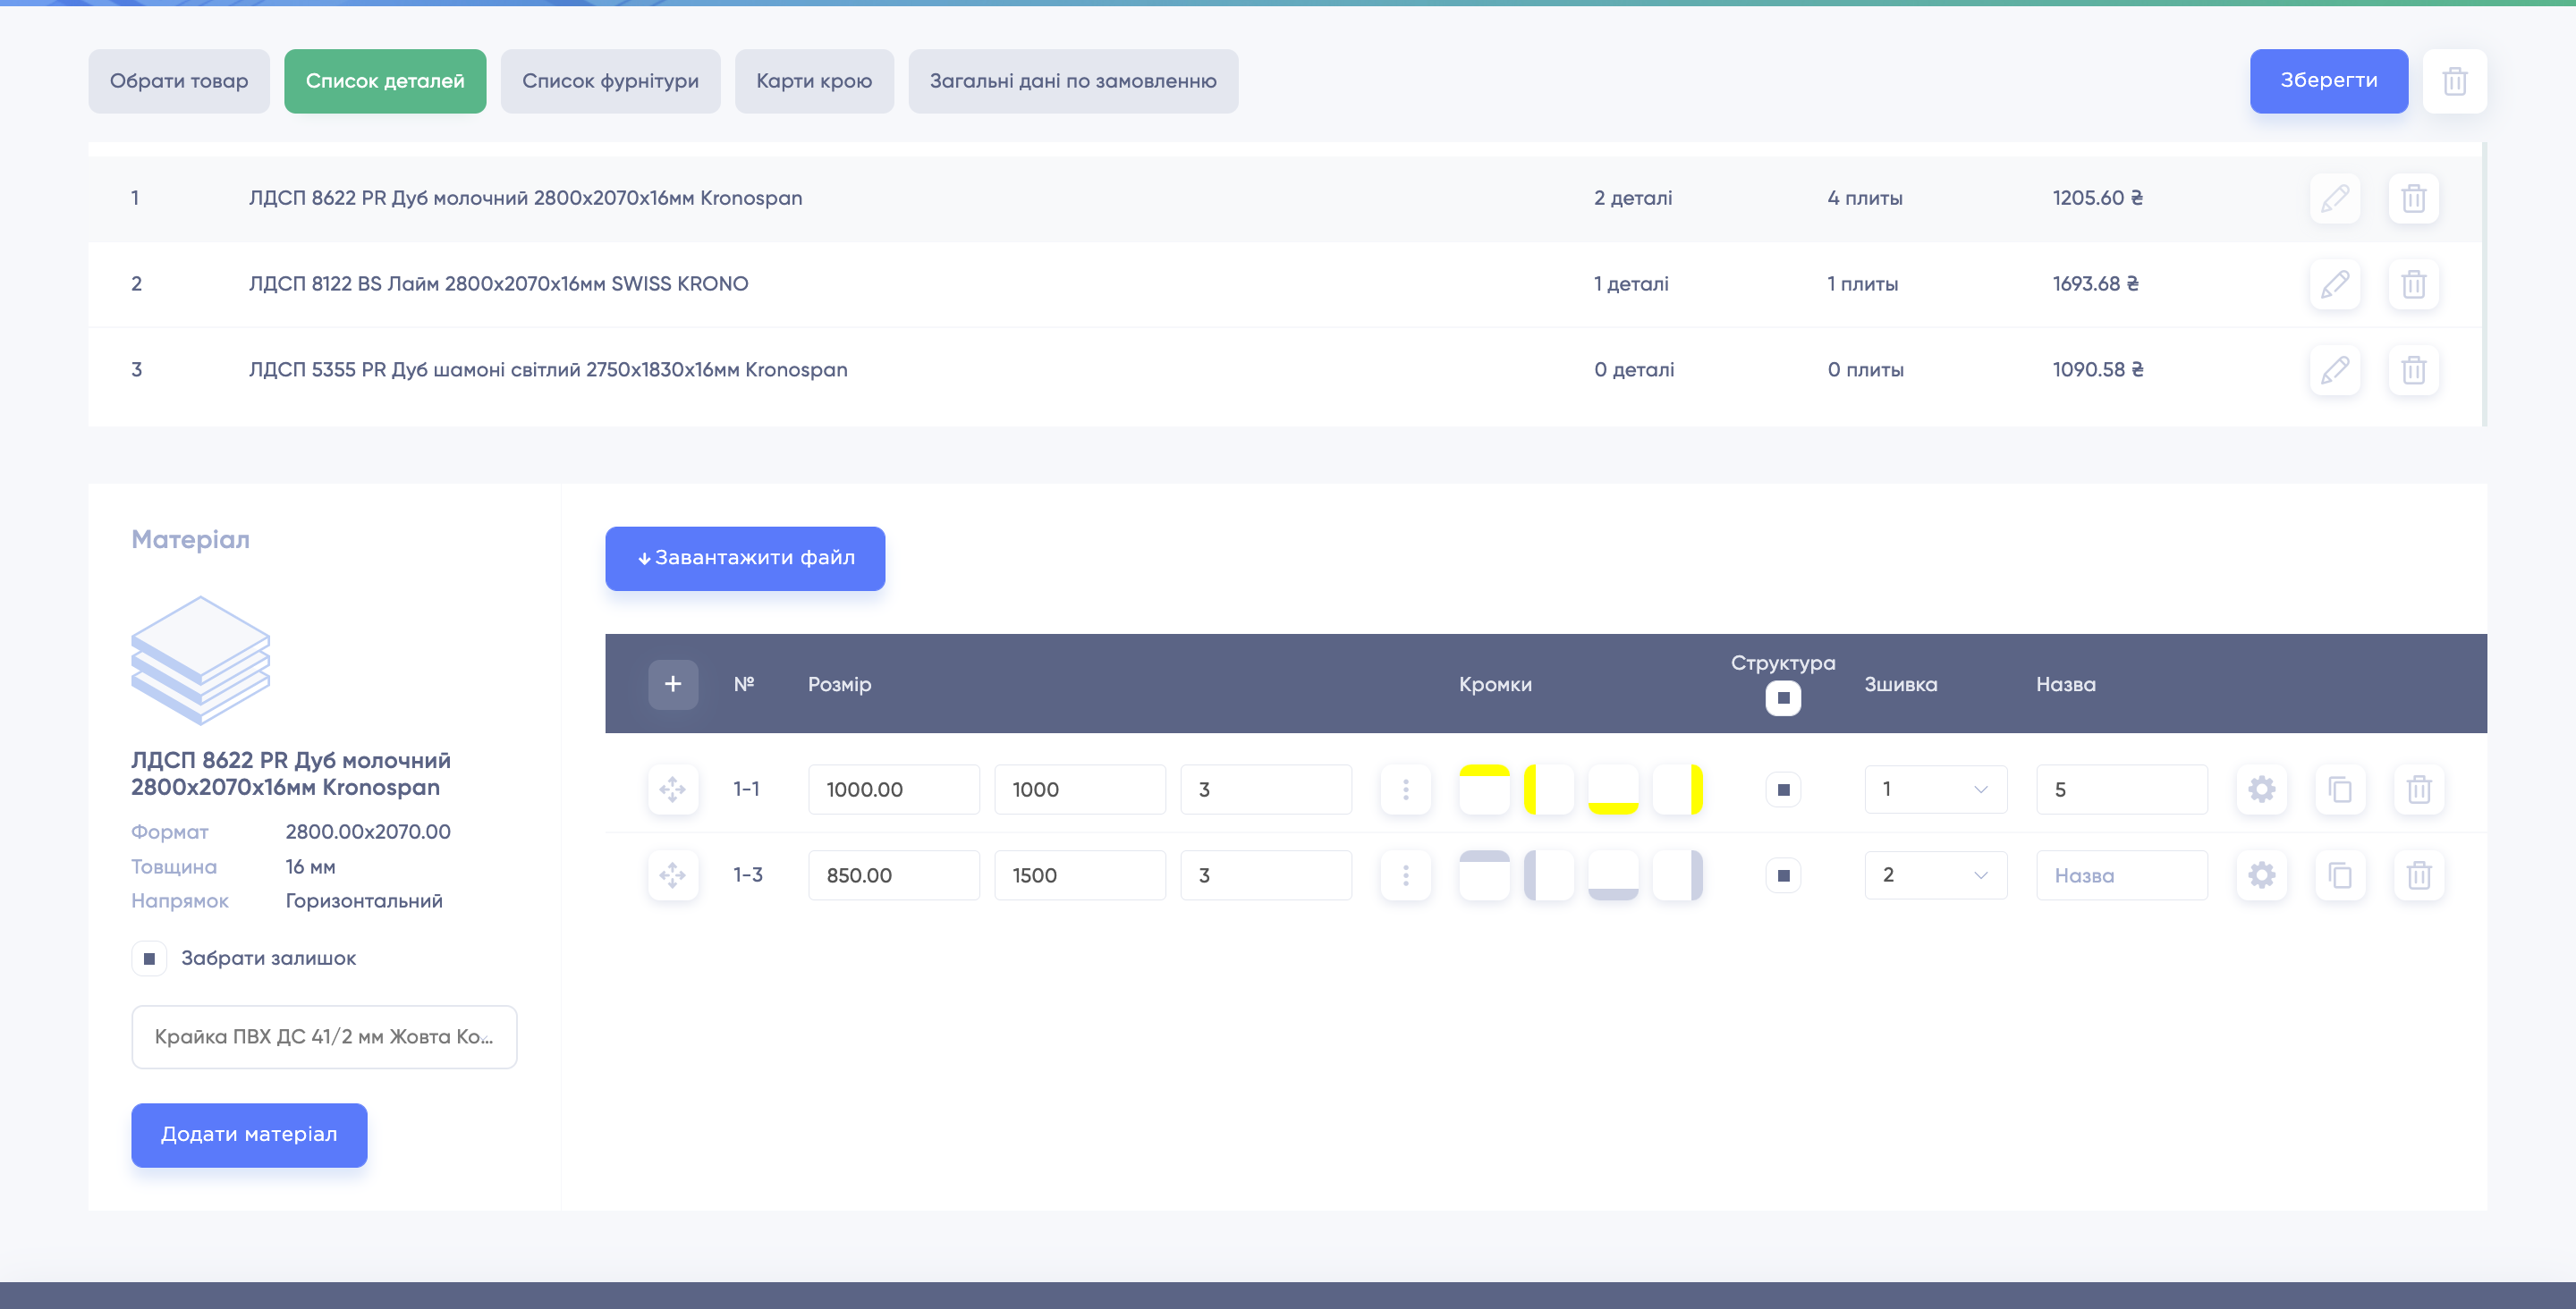 Обрати товар
Список деталей
Список фурнітури
Карти крою
Загальні дані по замовленню
Зберегти
1 ЛДСП 8622 PR Дуб молочний 2800x2070x16мм Kronospan 2 деталі 4 плиты 1205.60 ₴
2 ЛДСП 8122 BS Лайм 2800x2070x16мм SWISS KRONO 1 деталі 1 плиты 1693.68 ₴
3 ЛДСП 5355 PR Дуб шамоні світлий 2750x1830x16мм Kronospan 0 деталі 0 плиты 1090.58 ₴
Матеріал
ЛДСП 8622 PR Дуб молочний
2800x2070x16мм Kronospan
Формат 2800.00x2070.00
Товщина 16 мм
Напрямок Горизонтальний
Забрати залишок
Крайка ПВХ ДС 41/2 мм Жовта Ко...
Додати матеріал
Завантажити файл
+ № Розмір Кромки Структура Зшивка Назва
1-1 1000.00 1000 3 1 5
1-3 850.00 1500 3 2 Назва